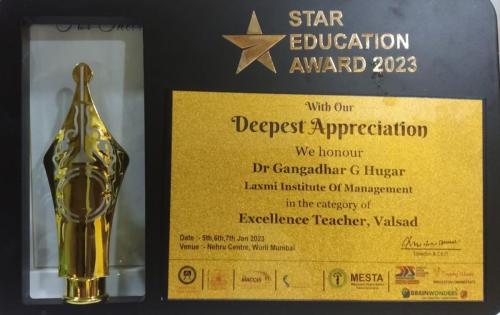 STAR
EDUCATION
AWARD 2023
With Our
Deepest Appreciation
We honour
Dr Gangadhar G Hugar
Laxmi Institute Of Management
in the category of
Excellence Teacher, Valsad
Date :- 5th,6th,7th Jan 2023
Venue :- Nehru Centre, Worli Mumbai
MESTA
BRAINWONDERS